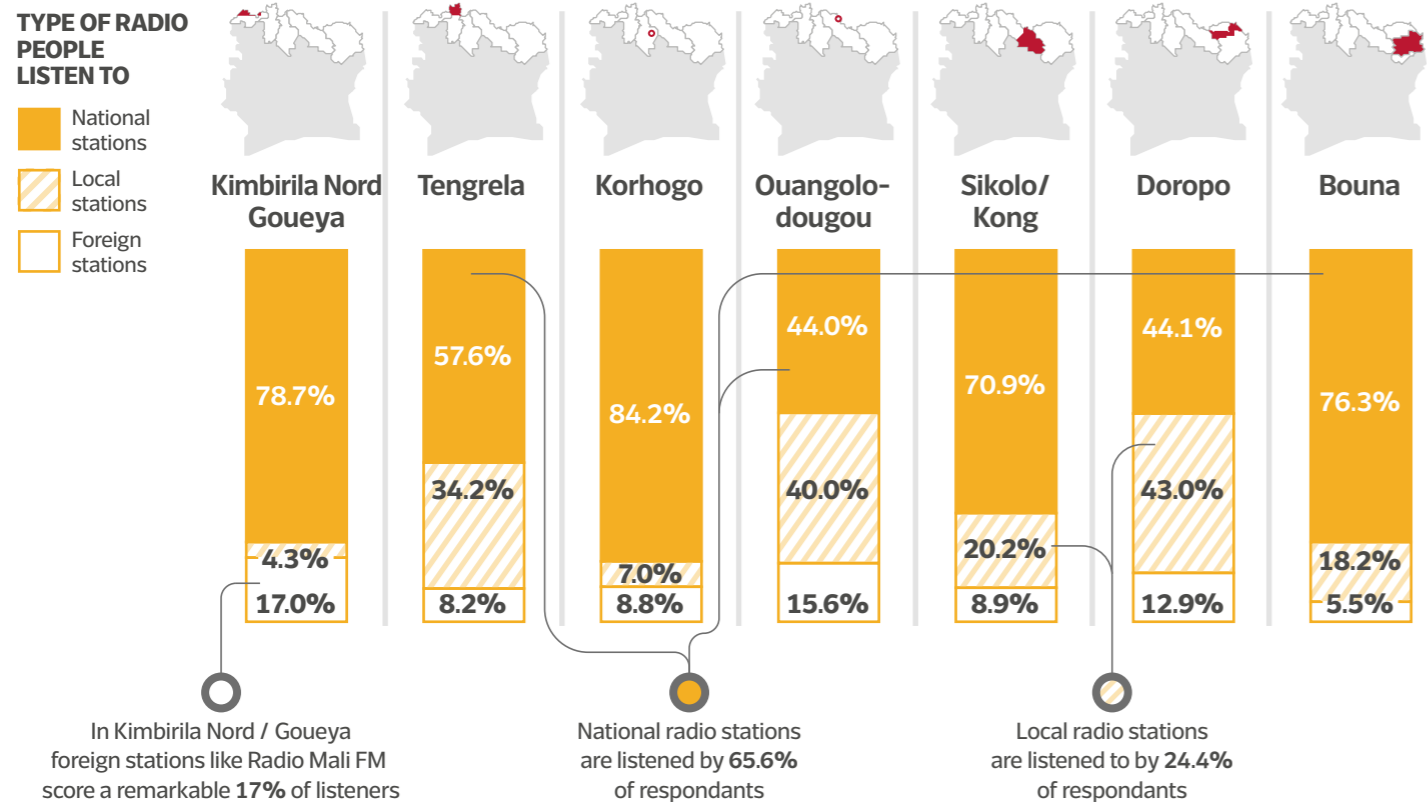 TYPE OF RADIO
PEOPLE
LISTEN TO
National
stations
Local
stations
Foreign
stations
Kimbirila Nord
Goueya
Tengrela
Korhogo
Ouangolo-
dougou
Sikolo/
Kong
Doropo
Bouna
78.7%
4.3%
17.0%
57.6%
34.2%
8.2%
84.2%
7.0%
8.8%
44.0%
40.0%
15.6%
70.9%
20.2%
8.9%
44.1%
43.0%
12.9%
76.3%
18.2%
5.5%
In Kimbirila Nord / Goueya
foreign stations like Radio Mali FM
score a remarkable 17% of listeners
National radio stations
are listened by 65.6%
of respondants
Local radio stations
are listened to by 24.4%
of respondants